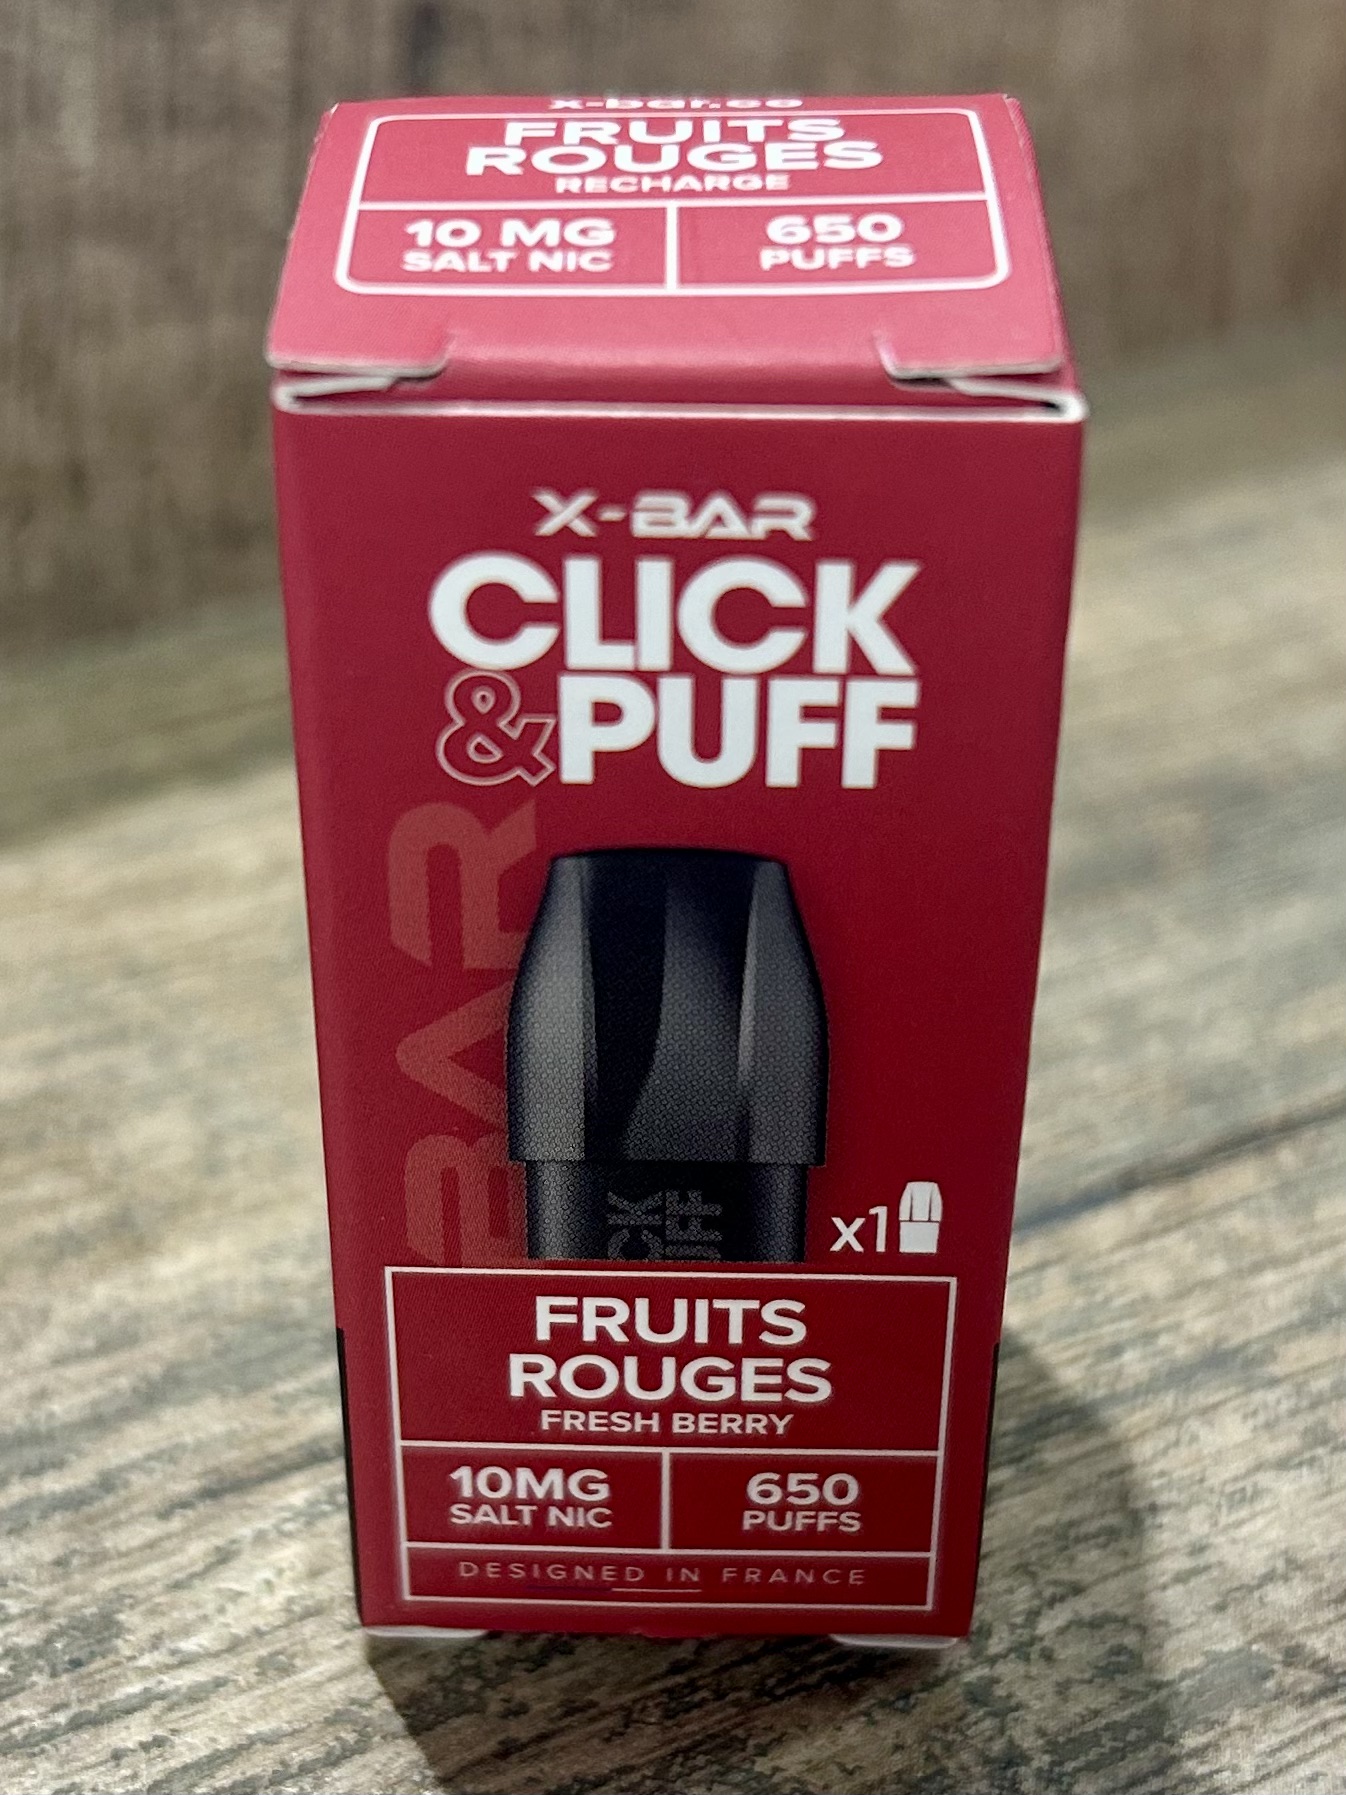 x-bar.co
FRUITS
ROUGES
RECHARGE
10 MG
SALT NIC
650
PUFFS
X-BAR
CLICK
&PUFF
BAR
x1
FRUITS
ROUGES
FRESH BERRY
10MG
SALT NIC
650
PUFFS
DESIGNED IN FRANCE